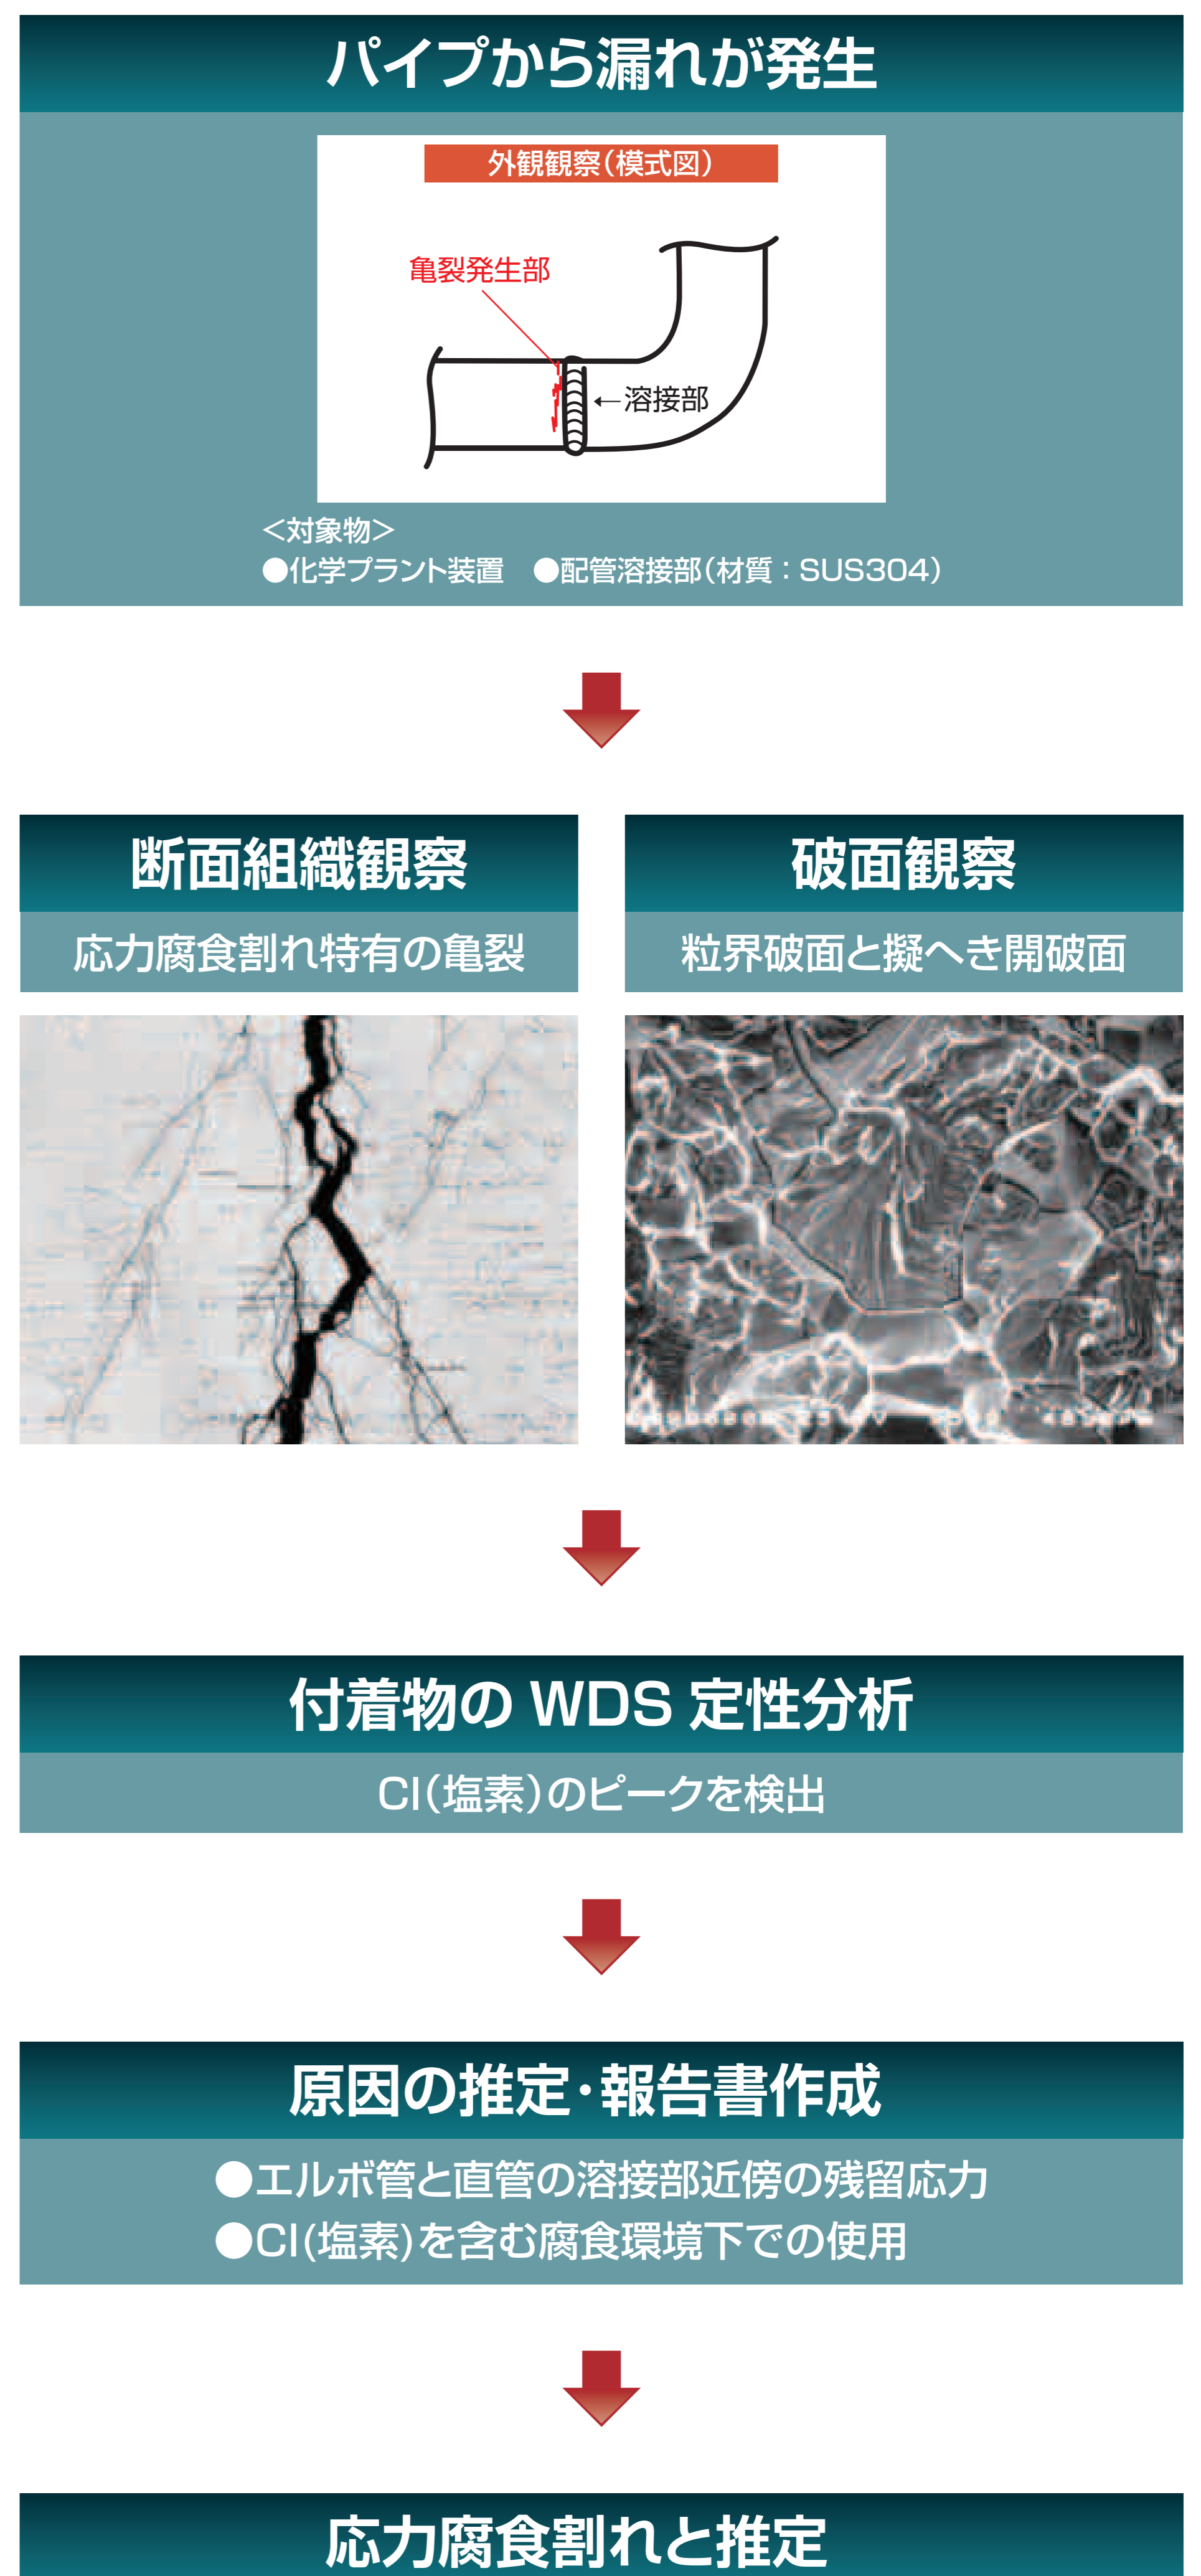 パイプから漏れが発生
外観観察(模式図)
亀裂発生部
←溶接部
<対象物>
●化学プラント装置　●配管溶接部(材質：SUS304)
断面組織観察
応力腐食割れ特有の亀裂
破面観察
粒界破面と擬へき開破面
付着物の WDS 定性分析
Cl(塩素)のピークを検出
原因の推定・報告書作成
●エルボ管と直管の溶接部近傍の残留応力
●Cl(塩素)を含む腐食環境下での使用
応力腐食割れと推定